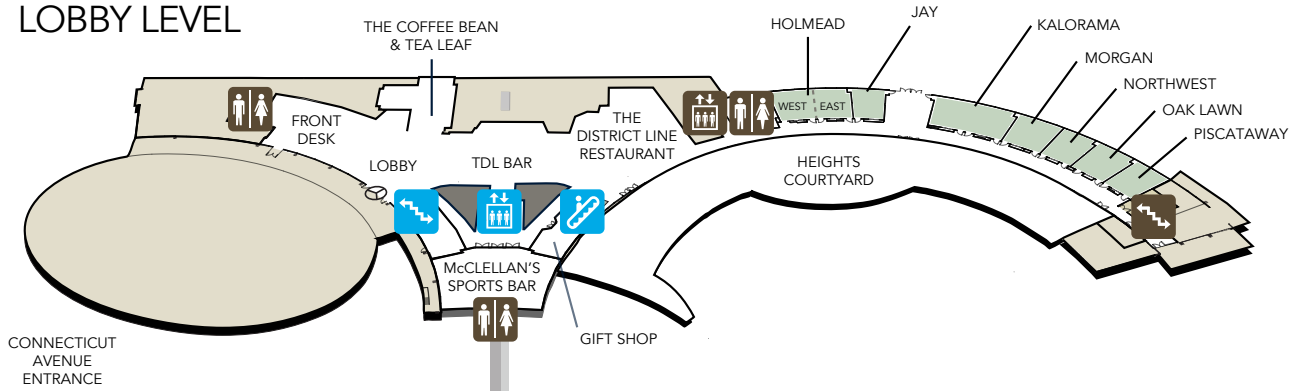 LOBBY LEVEL
THE COFFEE BEAN
& TEA LEAF
HOLMEAD
JAY
KALORAMA
MORGAN
NORTHWEST
OAK LAWN
PISCATAWAY
WEST
EAST
FRONT
DESK
THE
DISTRICT LINE
RESTAURANT
LOBBY
TDL BAR
HEIGHTS
COURTYARD
McCLELLAN'S
SPORTS BAR
GIFT SHOP
CONNECTICUT
AVENUE
ENTRANCE